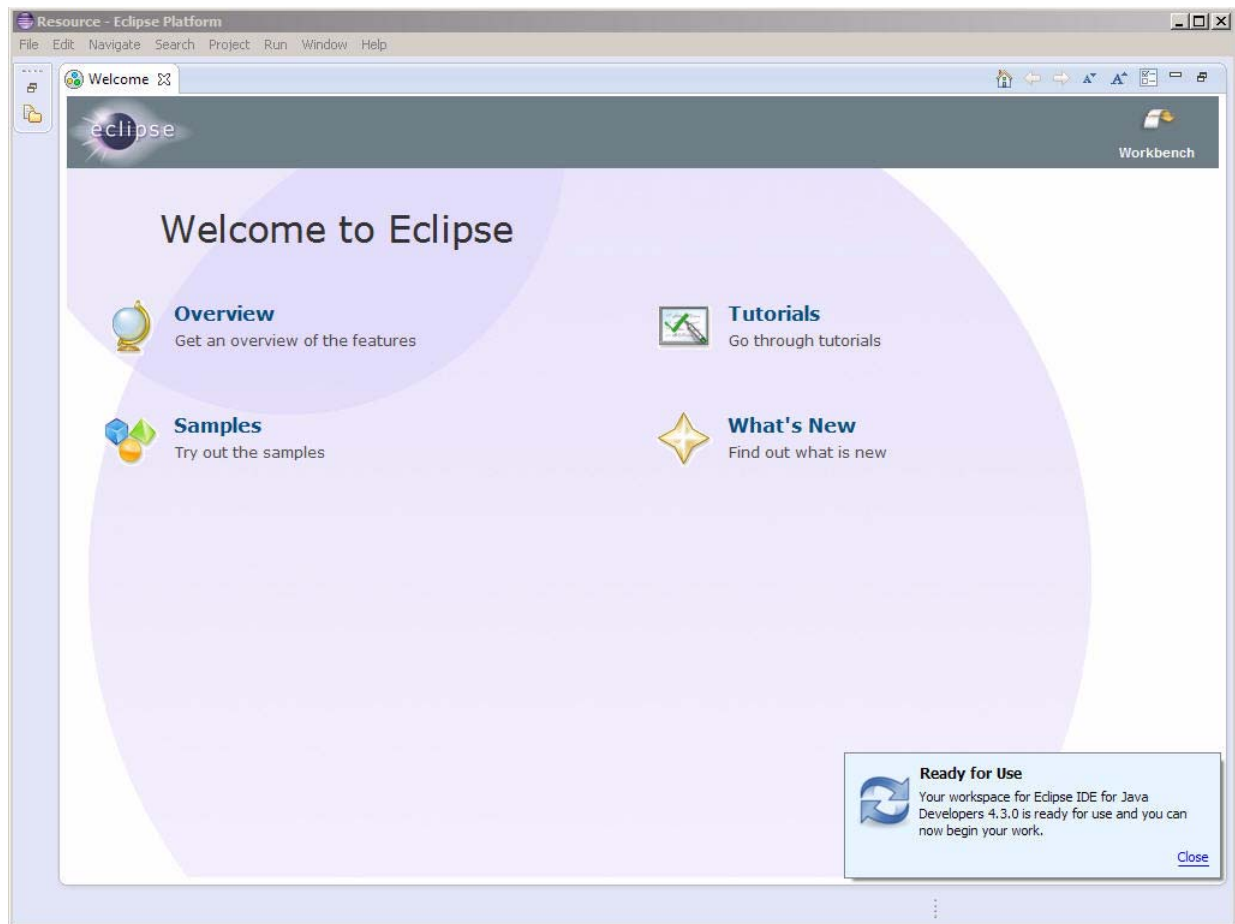 Resource - Eclipse Platform
File Edit Navigate Search Project Run Window Help
Welcome
eclipse
Workbench
Welcome to Eclipse
Overview
Get an overview of the features
Tutorials
Go through tutorials
Samples
Try out the samples
What's New
Find out what is new
Ready for Use
Your workspace for Eclipse IDE for Java
Developers 4.3.0 is ready for use and you can
now begin your work.
Close